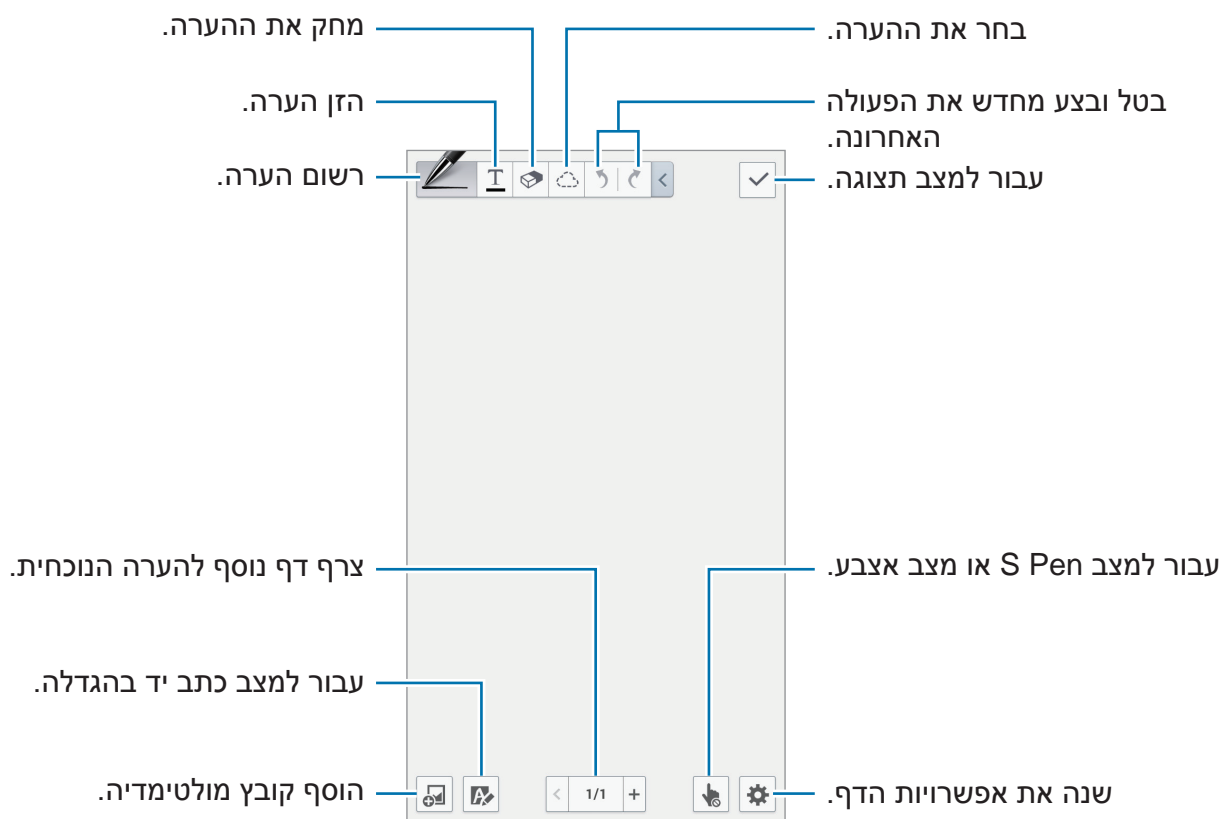 מחק את ההערה.
בחר את ההערה.
הזן הערה.
בטל ובצע מחדש את הפעולה
האחרונה.
רשום הערה.
עבור למצב תצוגה.
T
צרף דף נוסף להערה הנוכחית.
עבור למצב S Pen או מצב אצבע.
עבור למצב כתב יד בהגדלה.
הוסף קובץ מולטימדיה.
A
< 1/1 +
שנה את אפשרויות הדף.